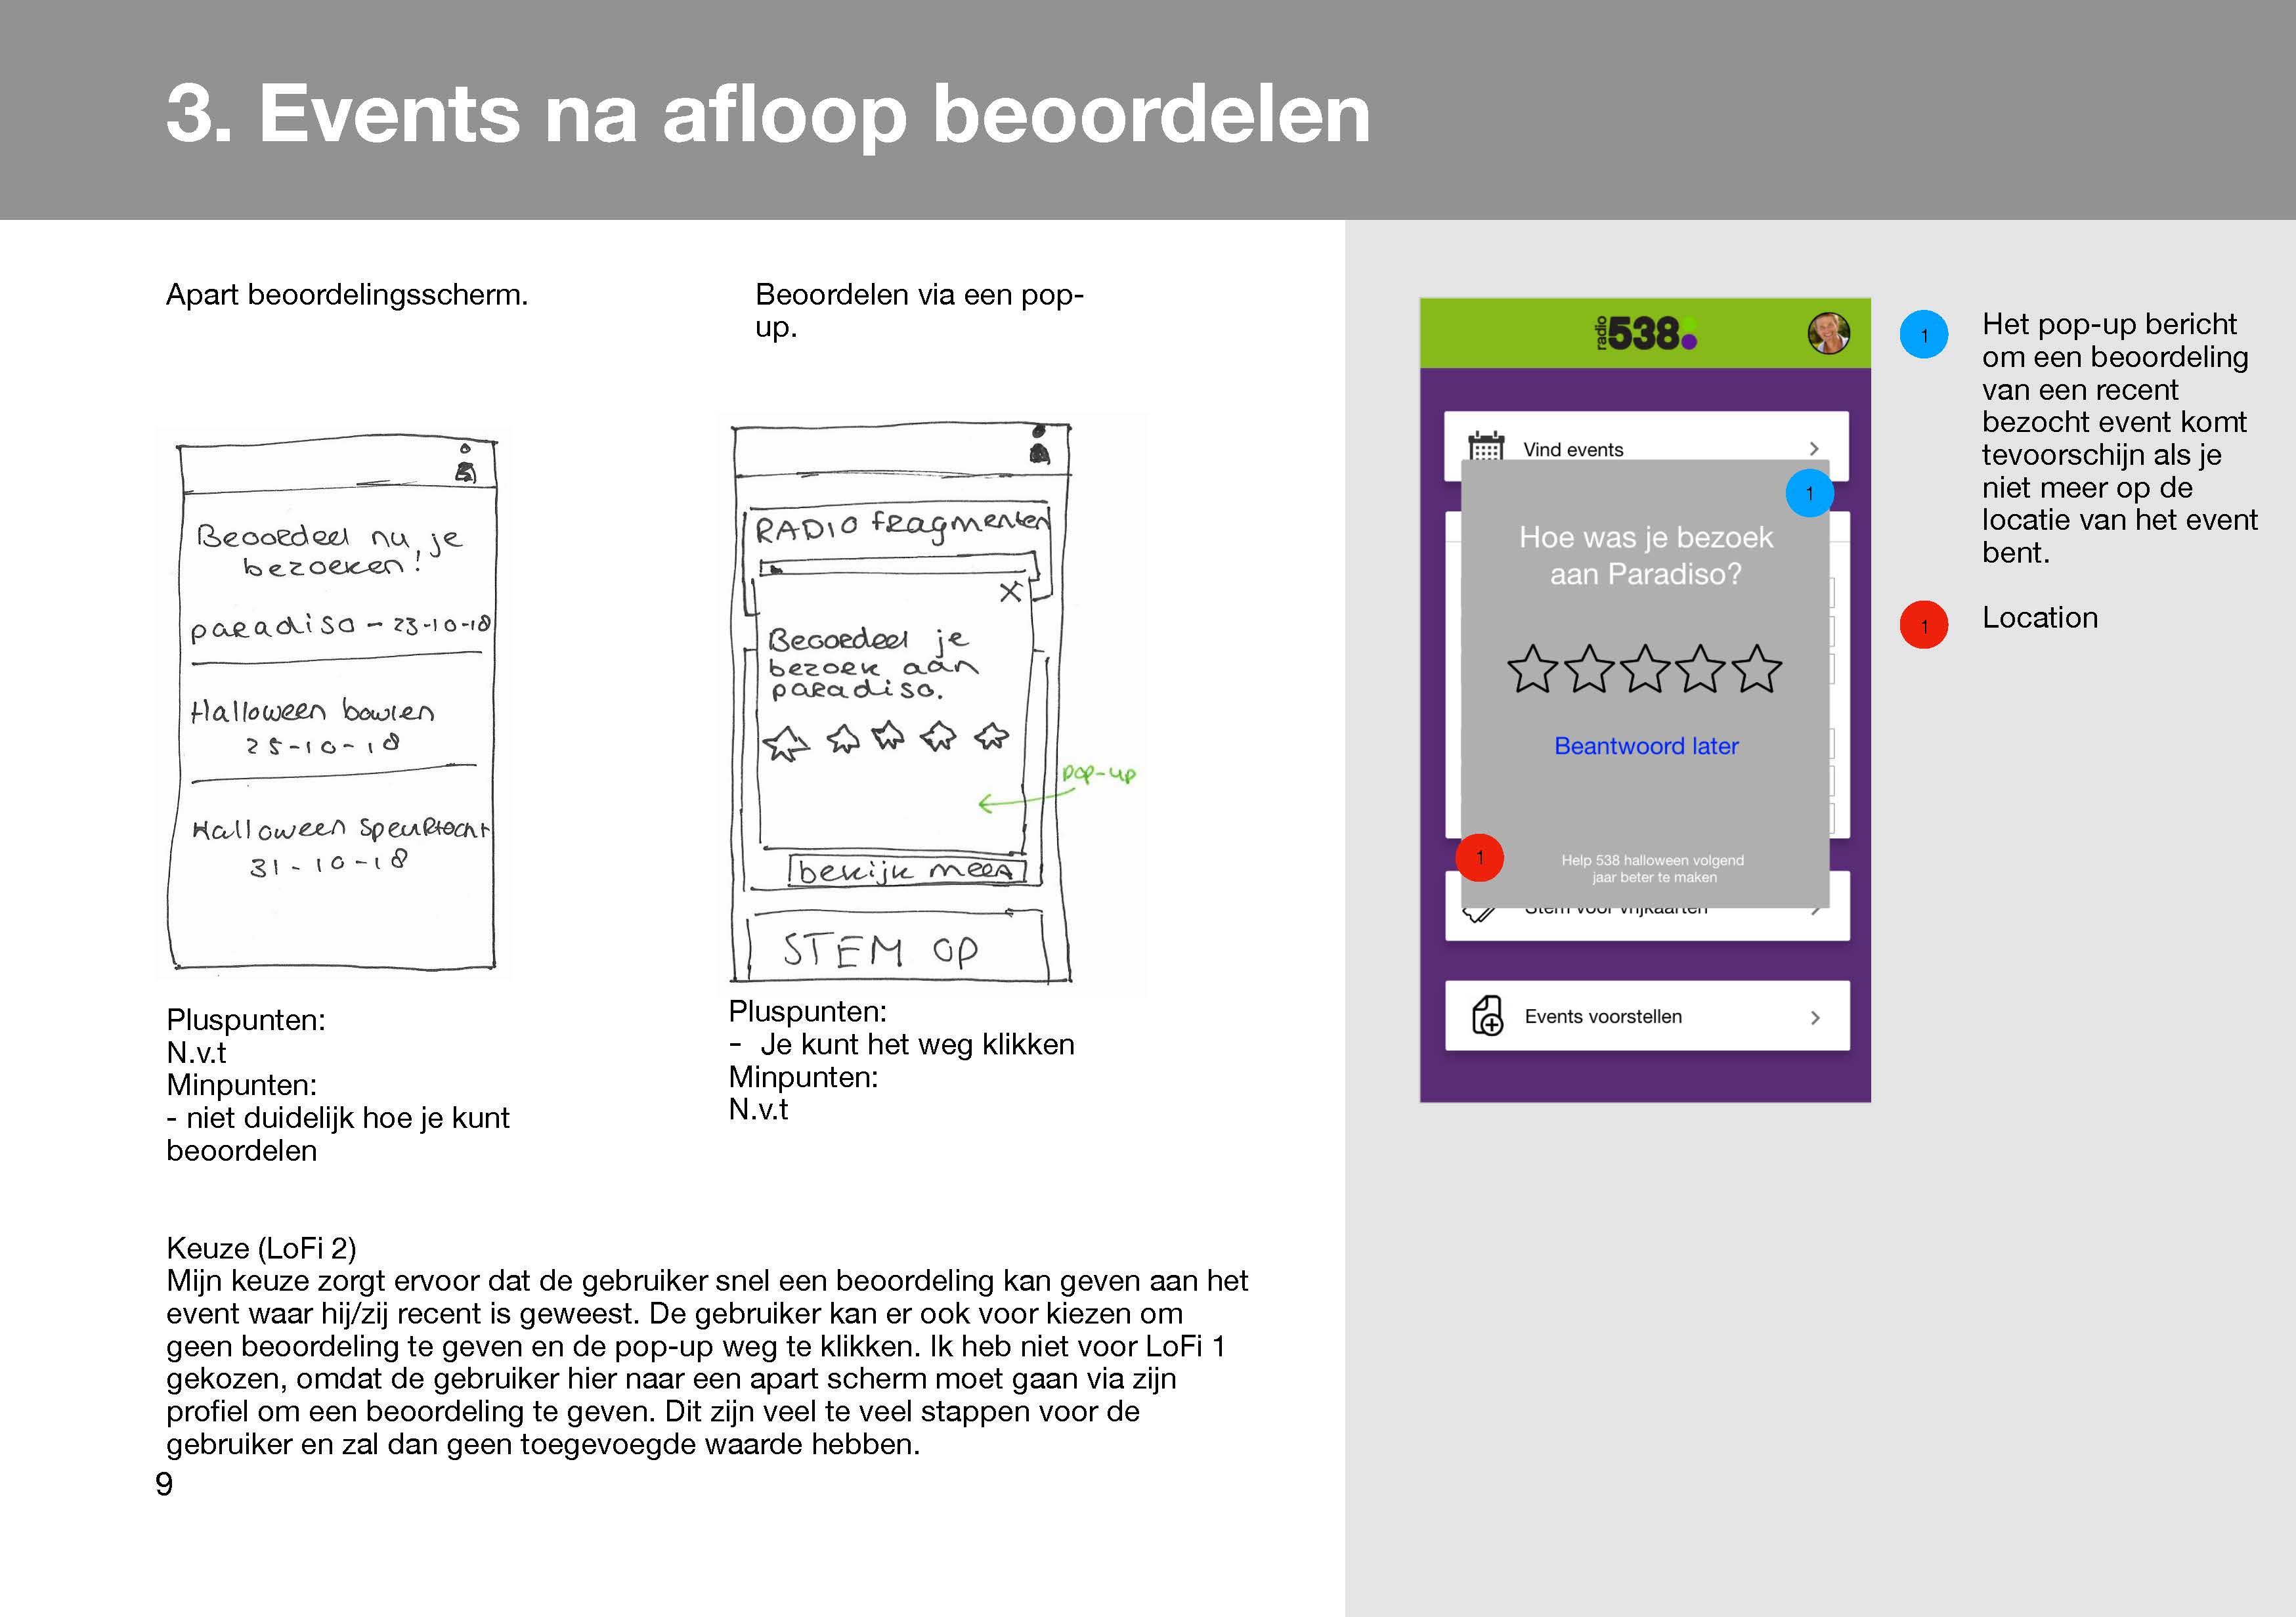 3. Events na afloop beoordelen
Apart beoordelingsscherm.
Beoordeel nu je
bezoeken!
paradiso - 23-10-18
Halloween bowlen
25-10-18
Halloween speurtocht
31-10-18
Pluspunten:
N.v.t
Minpunten:
- niet duidelijk hoe je kunt
beoordelen
Beoordelen via een pop-
up.
RADIO fragmenten
X
Beoordeel je
bezoek aan
paradiso.
pop-up
bekijk meer
STEM OP
Pluspunten:
- Je kunt het weg klikken
Minpunten:
N.v.t
Keuze (LoFi 2)
Mijn keuze zorgt ervoor dat de gebruiker snel een beoordeling kan geven aan het
event waar hij/zij recent is geweest. De gebruiker kan er ook voor kiezen om
geen beoordeling te geven en de pop-up weg te klikken. Ik heb niet voor LoFi 1
gekozen, omdat de gebruiker hier naar een apart scherm moet gaan via zijn
profiel om een beoordeling te geven. Dit zijn veel te veel stappen voor de
gebruiker en zal dan geen toegevoegde waarde hebben.
9
radio 538
Vind events
1
Hoe was je bezoek
aan Paradiso?
Beantwoord later
1
Help 538 halloween volgend
jaar beter te maken
Stem voor vrijkaarten
Events voorstellen
1
Het pop-up bericht
om een beoordeling
van een recent
bezocht event komt
tevoorschijn als je
niet meer op de
locatie van het event
bent.
1
Location